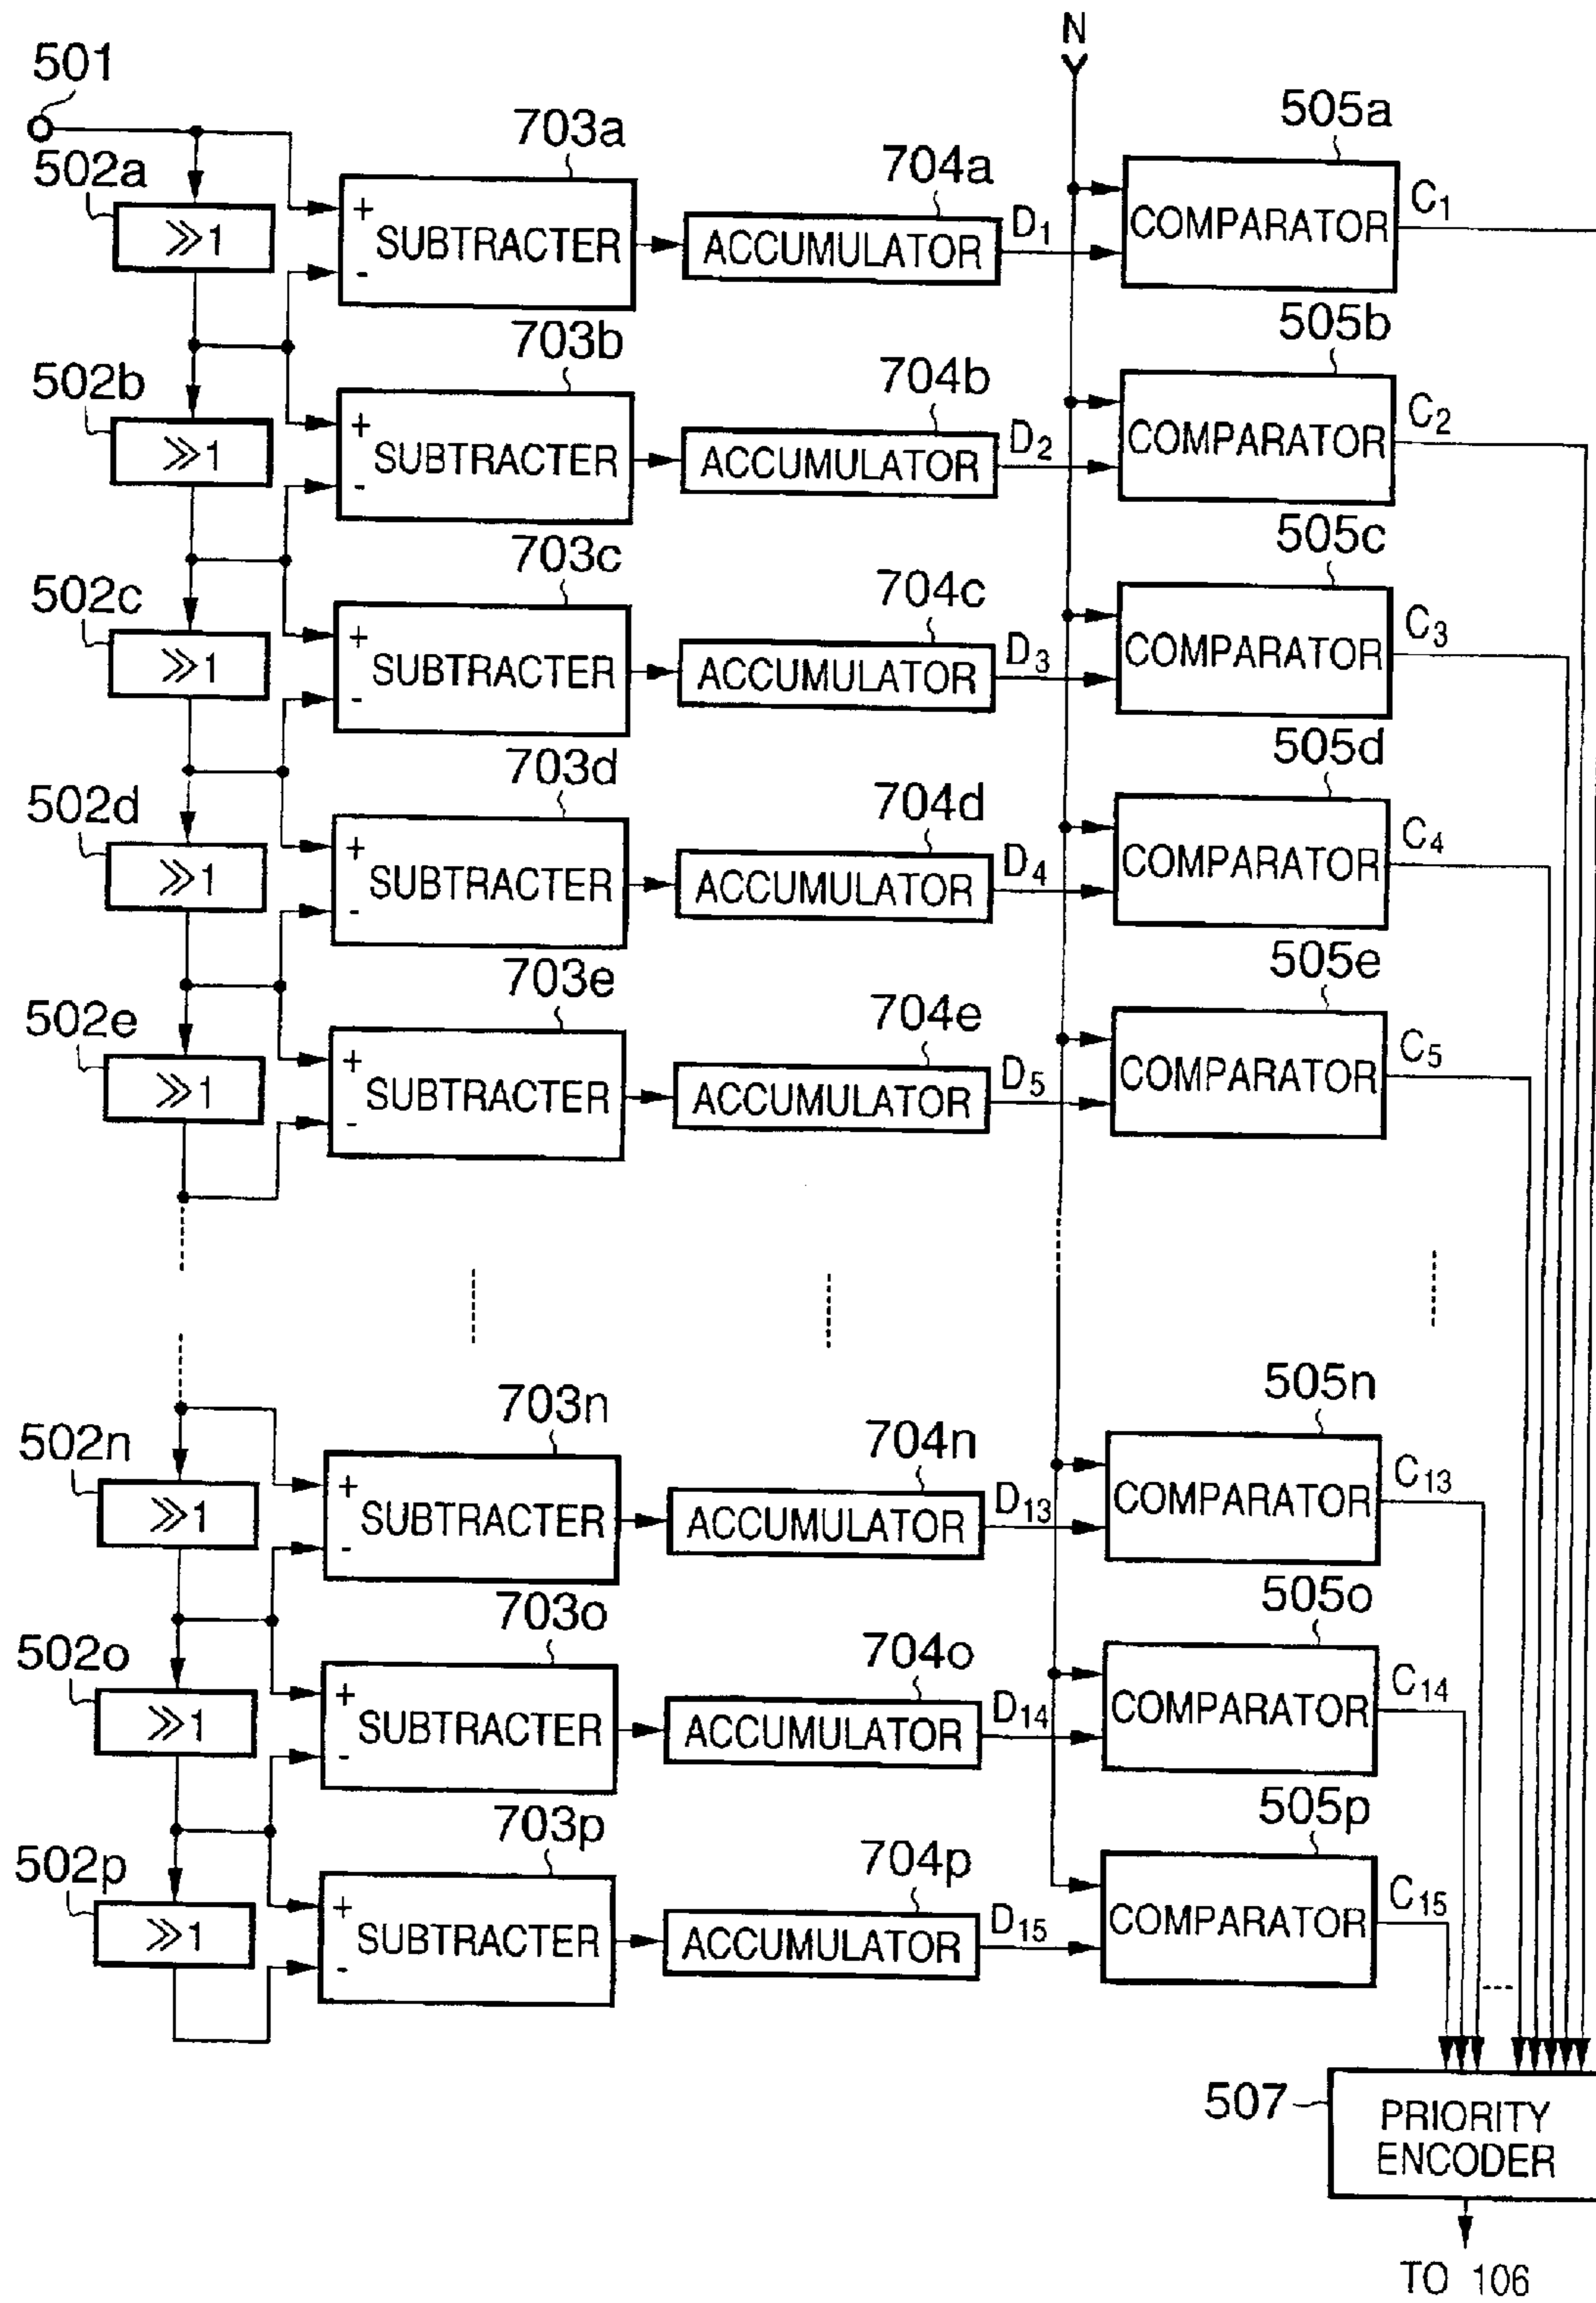 N
501
703a
505a
502a
704a
D1
C1
≫1
+
SUBTRACTER
-
ACCUMULATOR
COMPARATOR
703b
505b
502b
704b
D2
C2
≫1
+
SUBTRACTER
-
ACCUMULATOR
COMPARATOR
703c
505c
502c
704c
D3
C3
≫1
+
SUBTRACTER
-
ACCUMULATOR
COMPARATOR
703d
505d
502d
704d
D4
C4
≫1
+
SUBTRACTER
-
ACCUMULATOR
COMPARATOR
703e
505e
502e
704e
D5
C5
≫1
+
SUBTRACTER
-
ACCUMULATOR
COMPARATOR
703n
505n
502n
704n
D13
C13
≫1
+
SUBTRACTER
-
ACCUMULATOR
COMPARATOR
703o
505o
502o
704o
D14
C14
≫1
+
SUBTRACTER
-
ACCUMULATOR
COMPARATOR
703p
505p
502p
704p
D15
C15
≫1
+
SUBTRACTER
-
ACCUMULATOR
COMPARATOR
507
PRIORITY
ENCODER
TO 106